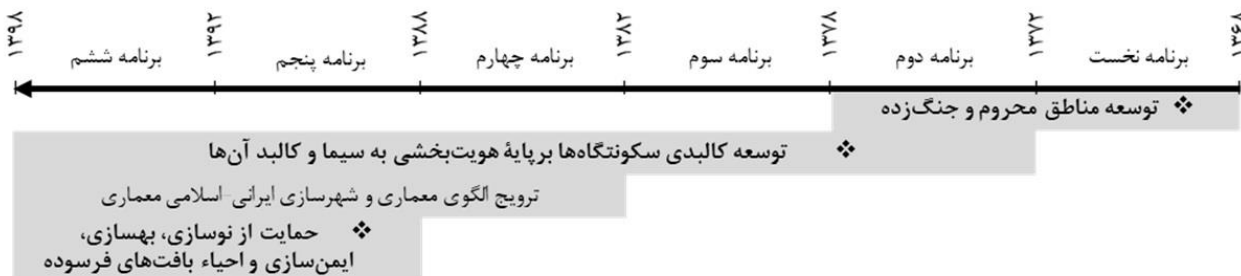 ۱۳۶۸ ۱۳۷۲ ۱۳۷۸ ۱۳۸۲ ۱۳۸۸ ۱۳۹۲ ۱۳۹۸
برنامه نخست برنامه دوم برنامه سوم برنامه چهارم برنامه پنجم برنامه ششم
❖ توسعه مناطق محروم و جنگ‌زده
❖ توسعه کالبدی سکونتگاه‌ها برپایهٔ هویت‌بخشی به سیما و کالبد آن‌ها
ترویج الگوی معماری و شهرسازی ایرانی-اسلامی معماری
❖ حمایت از نوسازی، بهسازی،
ایمن‌سازی و احیاء بافت‌های فرسوده